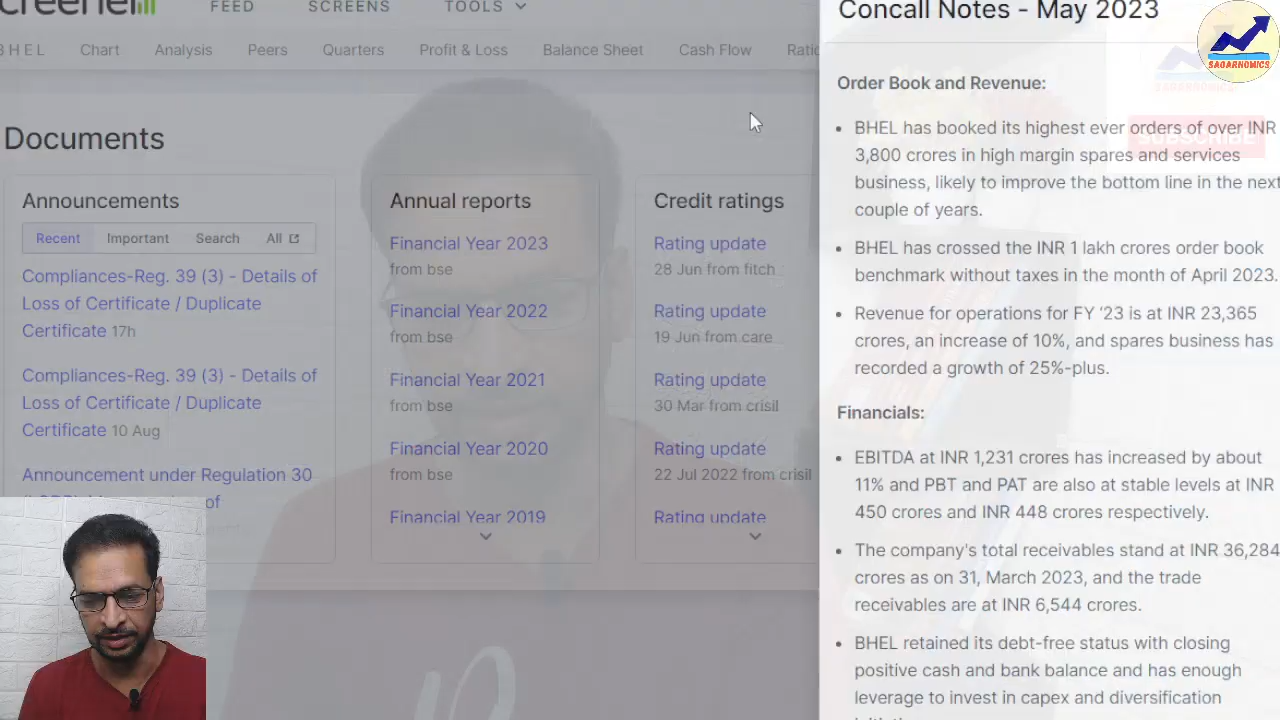 FEED
SCREENS
TOOLS
BHEL
Chart
Analysis
Peers
Quarters
Profit & Loss
Balance Sheet
Cash Flow
Documents
Announcements
Recent
Important
Search
All
Compliances-Reg. 39 (3) - Details of
Loss of Certificate / Duplicate
Certificate 17h
Compliances-Reg. 39 (3) - Details of
Loss of Certificate / Duplicate
Certificate 10 Aug
Announcement under Regulation 30
of
Annual reports
Financial Year 2023
from bse
Financial Year 2022
from bse
Financial Year 2021
from bse
Financial Year 2020
from bse
Financial Year 2019
Credit ratings
Rating update
28 Jun from fitch
Rating update
19 Jun from care
Rating update
30 Mar from crisil
Rating update
22 Jul 2022 from crisil
Rating update
Concall Notes - May 2023
SAGARNOMICS
SUBSCRIBE
Order Book and Revenue:
• BHEL has booked its highest ever orders of over INR
3,800 crores in high margin spares and services
business, likely to improve the bottom line in the next
couple of years.
• BHEL has crossed the INR 1 lakh crores order book
benchmark without taxes in the month of April 2023.
• Revenue for operations for FY '23 is at INR 23,365
crores, an increase of 10%, and spares business has
recorded a growth of 25%-plus.
Financials:
• EBITDA at INR 1,231 crores has increased by about
11% and PBT and PAT are also at stable levels at INR
450 crores and INR 448 crores respectively.
• The company's total receivables stand at INR 36,284
crores as on 31, March 2023, and the trade
receivables are at INR 6,544 crores.
• BHEL retained its debt-free status with closing
positive cash and bank balance and has enough
leverage to invest in capex and diversification